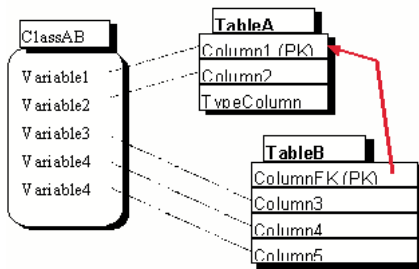 ClassAB
Variable1
Variable2
Variable3
Variable4
Variable4
TableA
Column1 (PK)
Column2
TypeColumn
TableB
ColumnFK (PK)
Column3
Column4
Column5